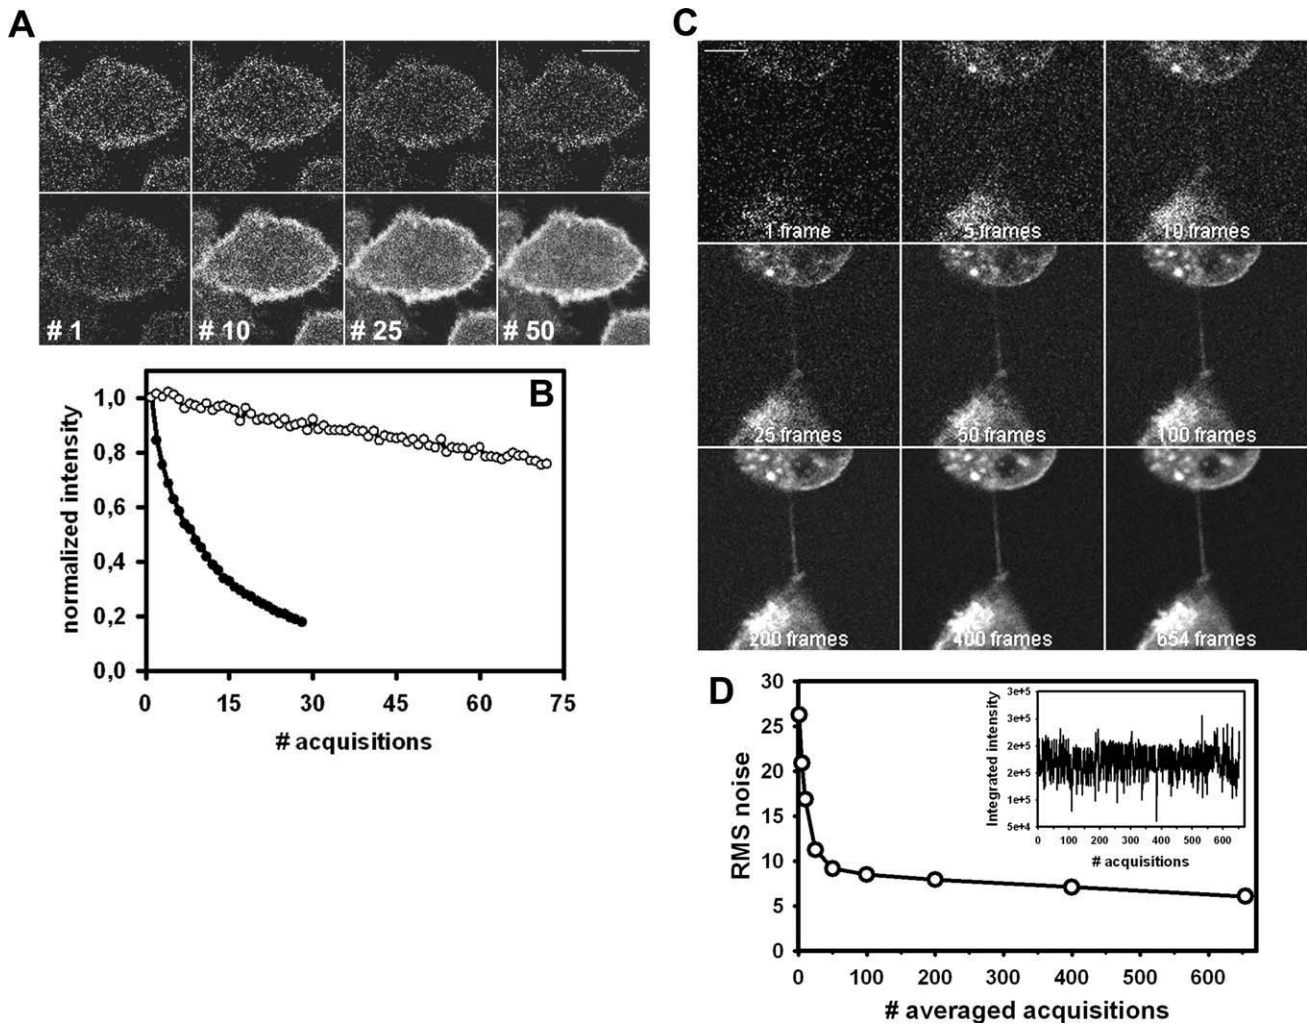 A
# 1
# 10
# 25
# 50
B
normalized intensity
1,0
0,8
0,6
0,4
0,2
0,0
0
15
30
45
60
75
# acquisitions
C
1 frame
5 frames
10 frames
25 frames
50 frames
100 frames
200 frames
400 frames
654 frames
D
RMS noise
30
25
20
15
10
5
0
0
100
200
300
400
500
600
# averaged acquisitions
Integrated intensity
3e+5
3e+5
2e+5
2e+5
1e+5
5e+4
0
100
200
300
400
500
600
# acquisitions